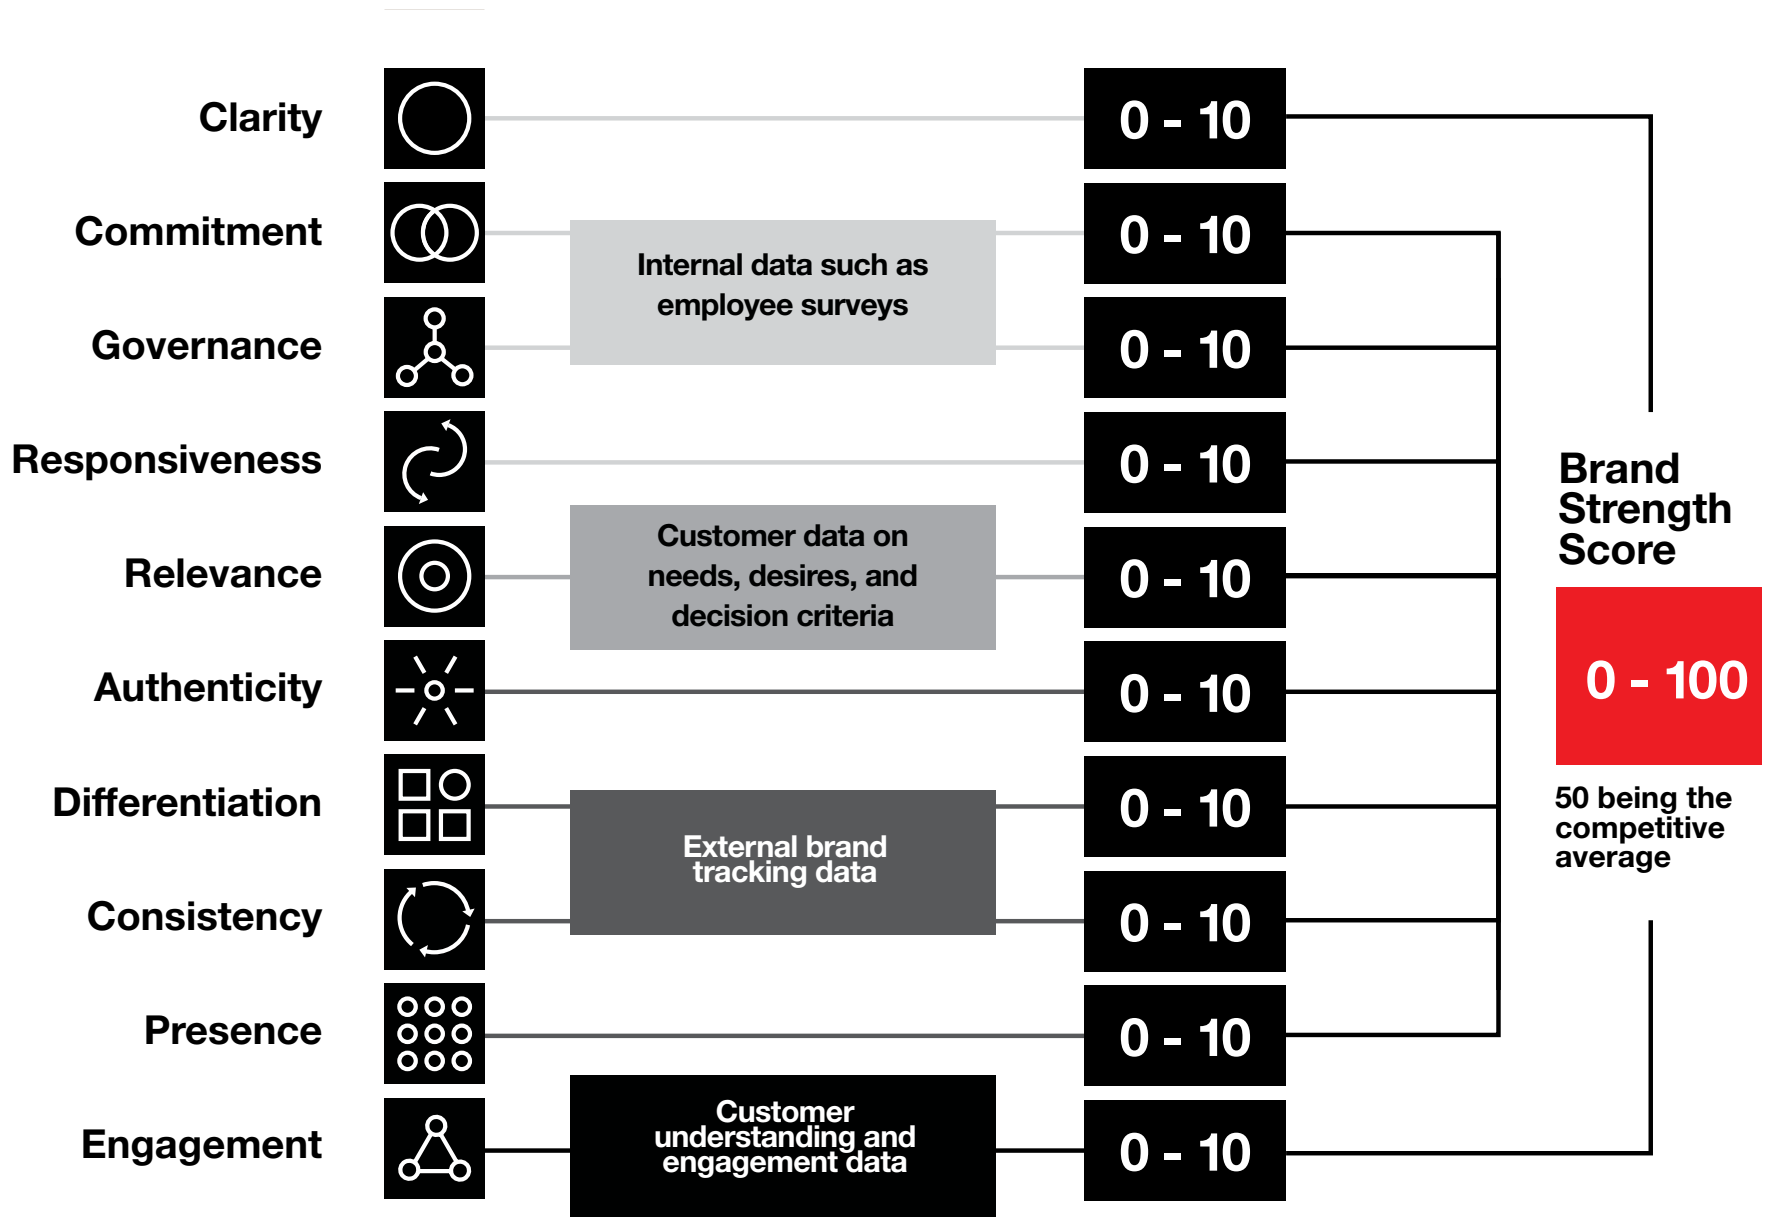 Clarity
0 - 10
Commitment
0 - 10
Internal data such as
employee surveys
Governance
0 - 10
Responsiveness
0 - 10
Relevance
Customer data on
needs, desires, and
decision criteria
0 - 10
Authenticity
0 - 10
Differentiation
0 - 10
External brand
tracking data
Consistency
0 - 10
Presence
0 - 10
Engagement
Customer
understanding and
engagement data
0 - 10
Brand
Strength
Score
0 - 100
50 being the
competitive
average